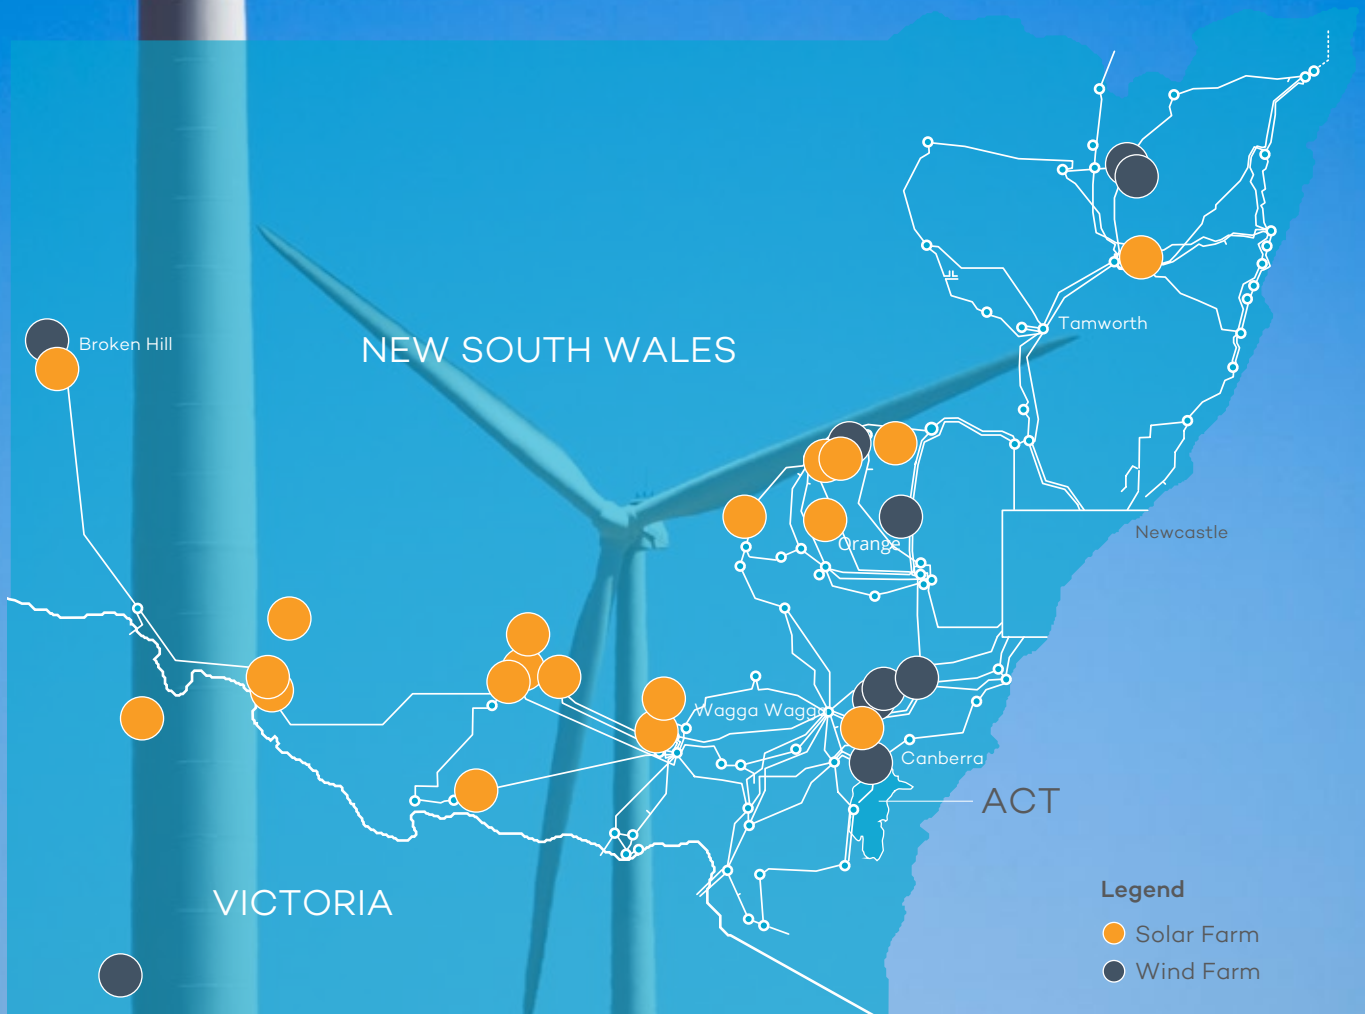 Tamworth
Broken Hill
NEW SOUTH WALES
Newcastle
Orange
Wagga Wagga
Canberra
ACT
VICTORIA
Legend
Solar Farm
Wind Farm